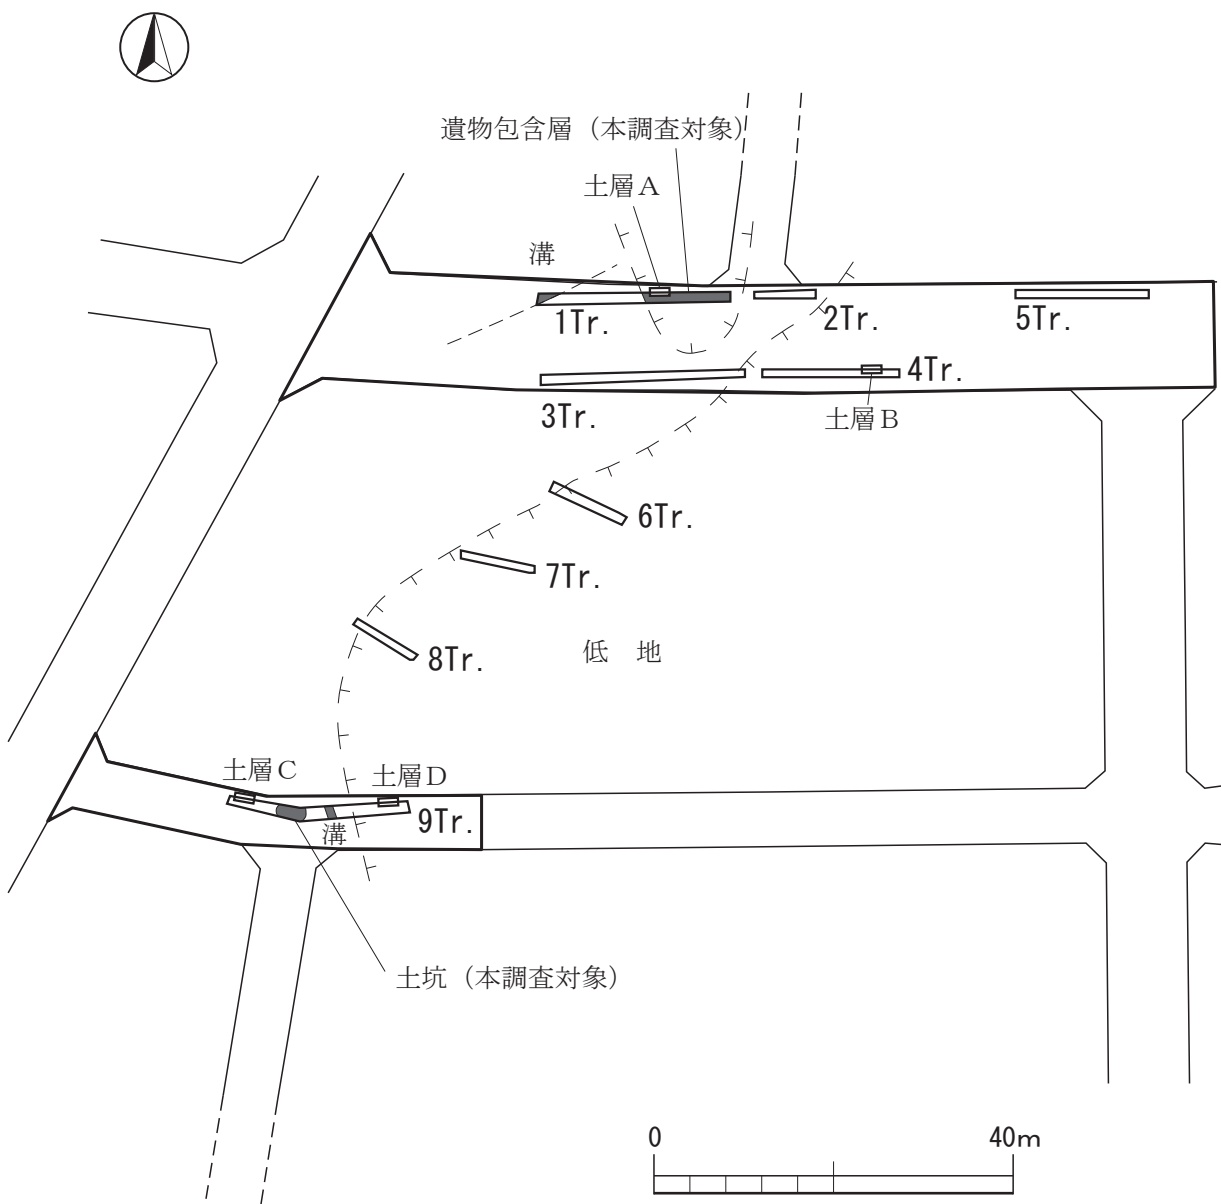 遺物包含層(本調査対象)
土層A
溝
1Tr.
2Tr.
5Tr.
4Tr.
3Tr.
土層B
6Tr.
7Tr.
8Tr.
低 地
土層C
土層D
9Tr.
溝
土坑(本調査対象)
0
40m